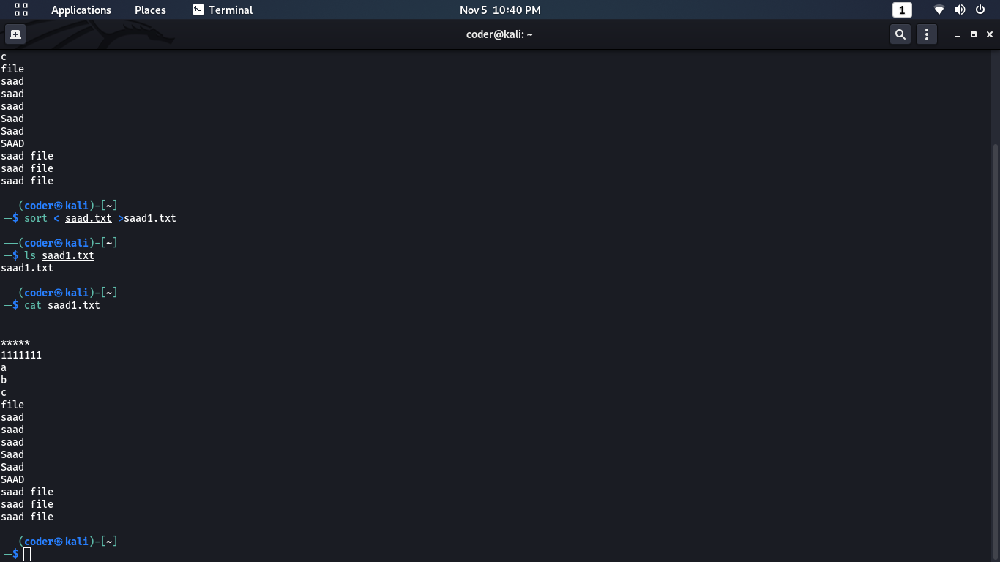 Applications Places Terminal Nov 5 10:40 PM 1
coder@kali: ~
c
file
saad
saad
saad
Saad
Saad
SAAD
saad file
saad file
saad file
┌──(coder㉿kali)-[~]
└─$ sort < saad.txt >saad1.txt
┌──(coder㉿kali)-[~]
└─$ ls saad1.txt
saad1.txt
┌──(coder㉿kali)-[~]
└─$ cat saad1.txt
*****
1111111
a
b
c
file
saad
saad
saad
Saad
Saad
SAAD
saad file
saad file
saad file
┌──(coder㉿kali)-[~]
└─$